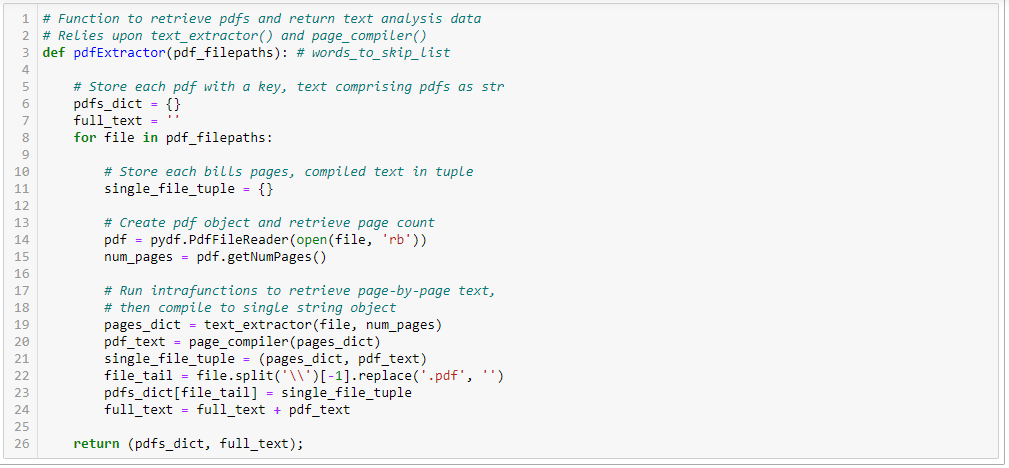 1 # Function to retrieve pdfs and return text analysis data
2 # Relies upon text_extractor() and page_compiler()
3 def pdfExtractor(pdf_filepaths): # words_to_skip_list
4
5     # Store each pdf with a key, text comprising pdfs as str
6     pdfs_dict = {}
7     full_text = ''
8     for file in pdf_filepaths:
9
10         # Store each bills pages, compiled text in tuple
11         single_file_tuple = {}
12
13         # Create pdf object and retrieve page count
14         pdf = pydf.PdfFileReader(open(file, 'rb'))
15         num_pages = pdf.getNumPages()
16
17         # Run intrafunctions to retrieve page-by-page text,
18         # then compile to single string object
19         pages_dict = text_extractor(file, num_pages)
20         pdf_text = page_compiler(pages_dict)
21         single_file_tuple = (pages_dict, pdf_text)
22         file_tail = file.split('\\')[-1].replace('.pdf', '')
23         pdfs_dict[file_tail] = single_file_tuple
24         full_text = full_text + pdf_text
25
26     return (pdfs_dict, full_text);